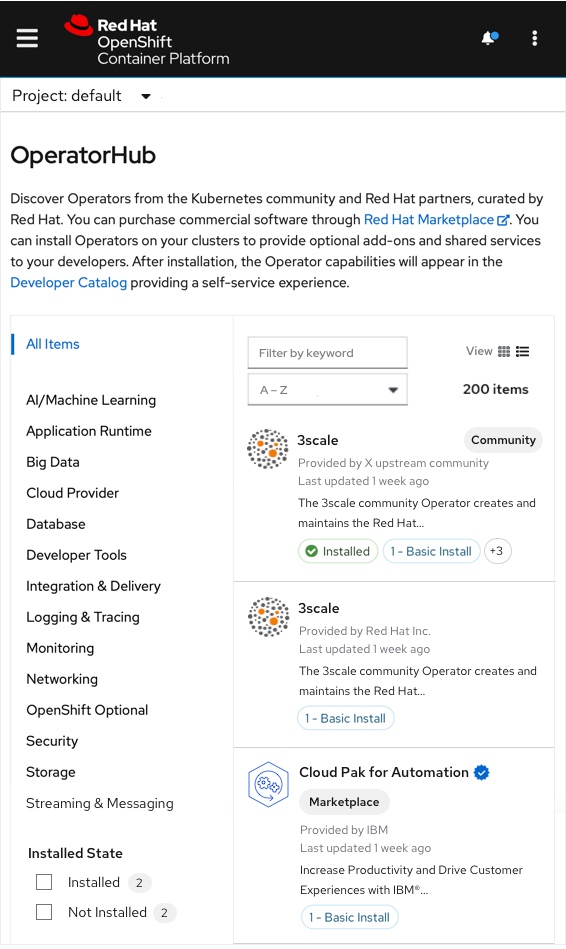 Red Hat
OpenShift
Container Platform
Project: default
OperatorHub
Discover Operators from the Kubernetes community and Red Hat partners, curated by
Red Hat. You can purchase commercial software through Red Hat Marketplace. You
can install Operators on your clusters to provide optional add-ons and shared services
to your developers. After installation, the Operator capabilities will appear in the
Developer Catalog providing a self-service experience.
All Items
AI/Machine Learning
Application Runtime
Big Data
Cloud Provider
Database
Developer Tools
Integration & Delivery
Logging & Tracing
Monitoring
Networking
OpenShift Optional
Security
Storage
Streaming & Messaging
Installed State
Installed 2
Not Installed 2
Filter by keyword
View
A – Z
200 items
3scale
Community
Provided by X upstream community
Last updated 1 week ago
The 3scale community Operator creates and
maintains the Red Hat...
Installed
1 - Basic Install
+3
3scale
Provided by Red Hat Inc.
Last updated 1 week ago
The 3scale community Operator creates and
maintains the Red Hat...
1 - Basic Install
Cloud Pak for Automation
Marketplace
Provided by IBM
Last updated 1 week ago
Increase Productivity and Drive Customer
Experiences with IBM®...
1 - Basic Install